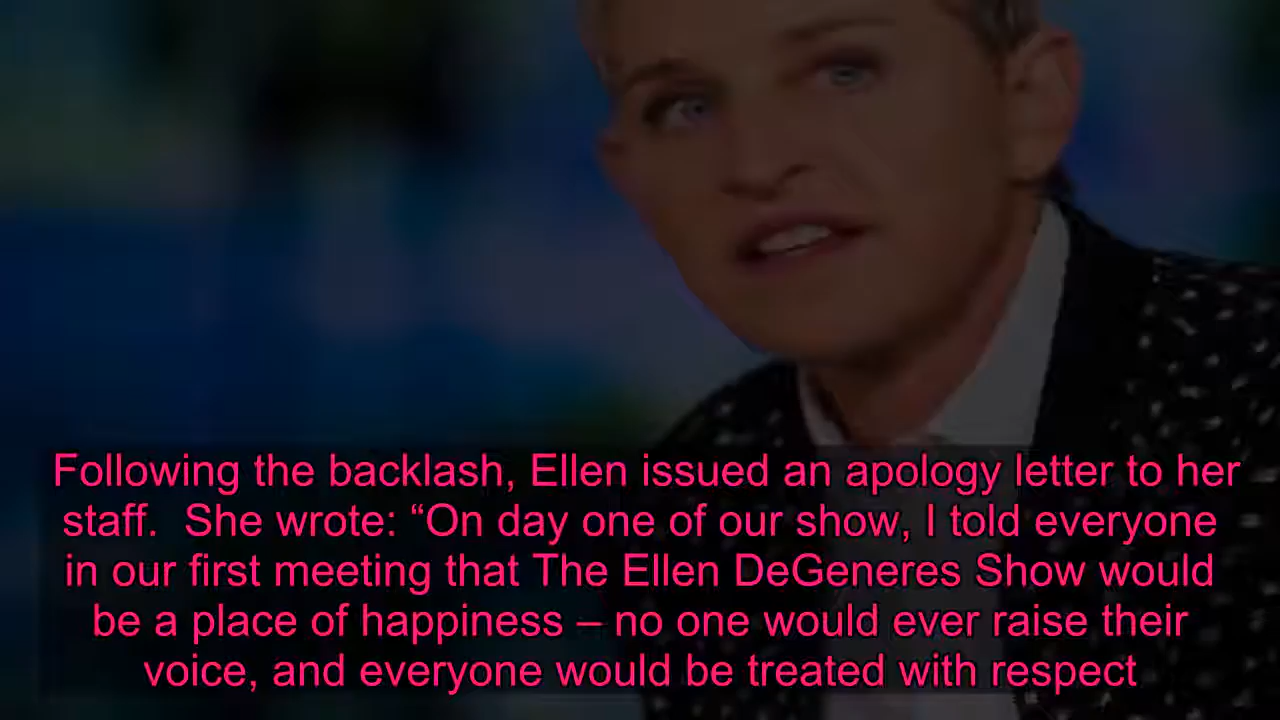 Following the backlash, Ellen issued an apology letter to her
staff.  She wrote: “On day one of our show, I told everyone
in our first meeting that The Ellen DeGeneres Show would
be a place of happiness – no one would ever raise their
voice, and everyone would be treated with respect